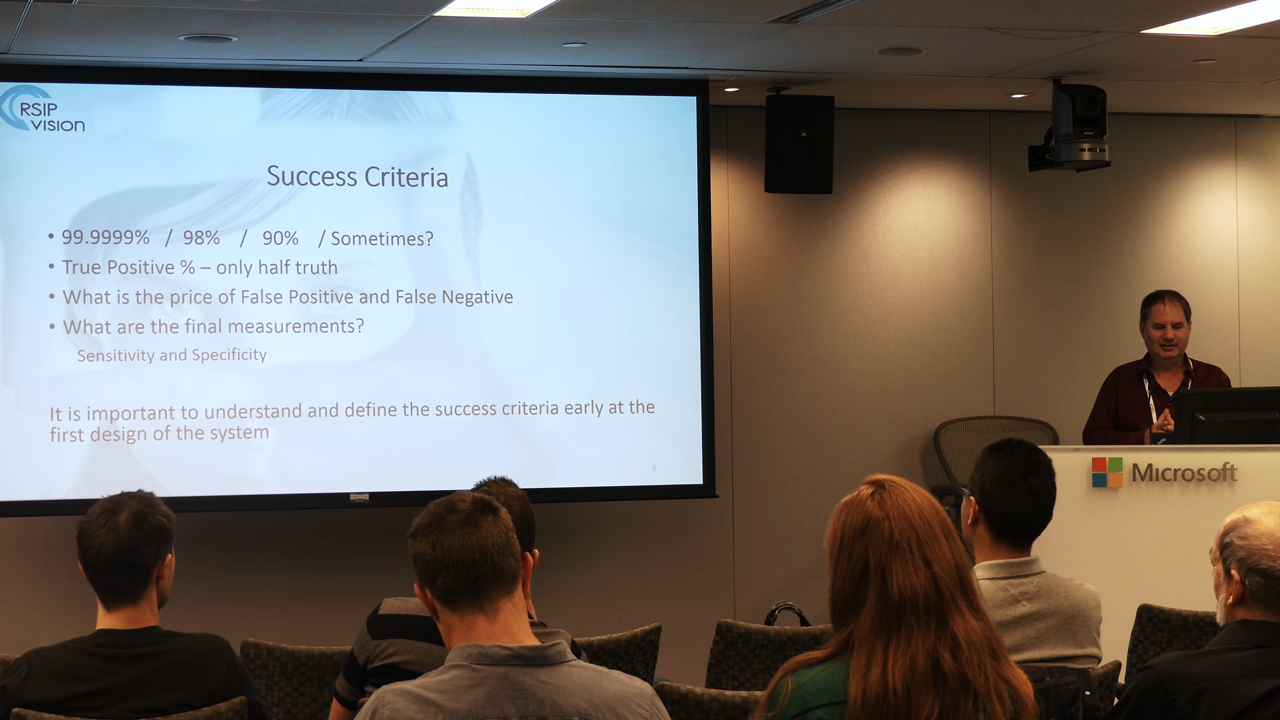 RSIP
VISION
Success Criteria
• 99.9999% / 98% / 90% / Sometimes?
• True Positive % – only half truth
• What is the price of False Positive and False Negative
• What are the final measurements?
Sensitivity and Specificity
It is important to understand and define the success criteria early at the
first design of the system
Microsoft